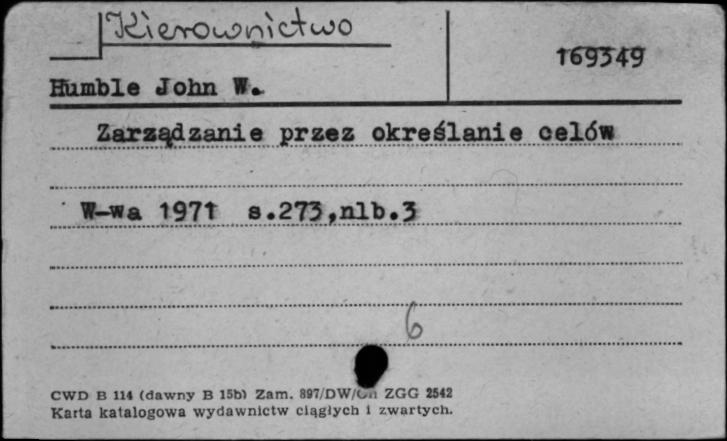 Kierownictwo
169349
Humble John W.
Zarządzanie przez określanie celów
W-wa 1971 s.273,nlb.3
6
CWD B 114 (dawny B 15b) Zam. 897/DW/ ZGG 2542
Karta katalogowa wydawnictw ciągłych i zwartych.